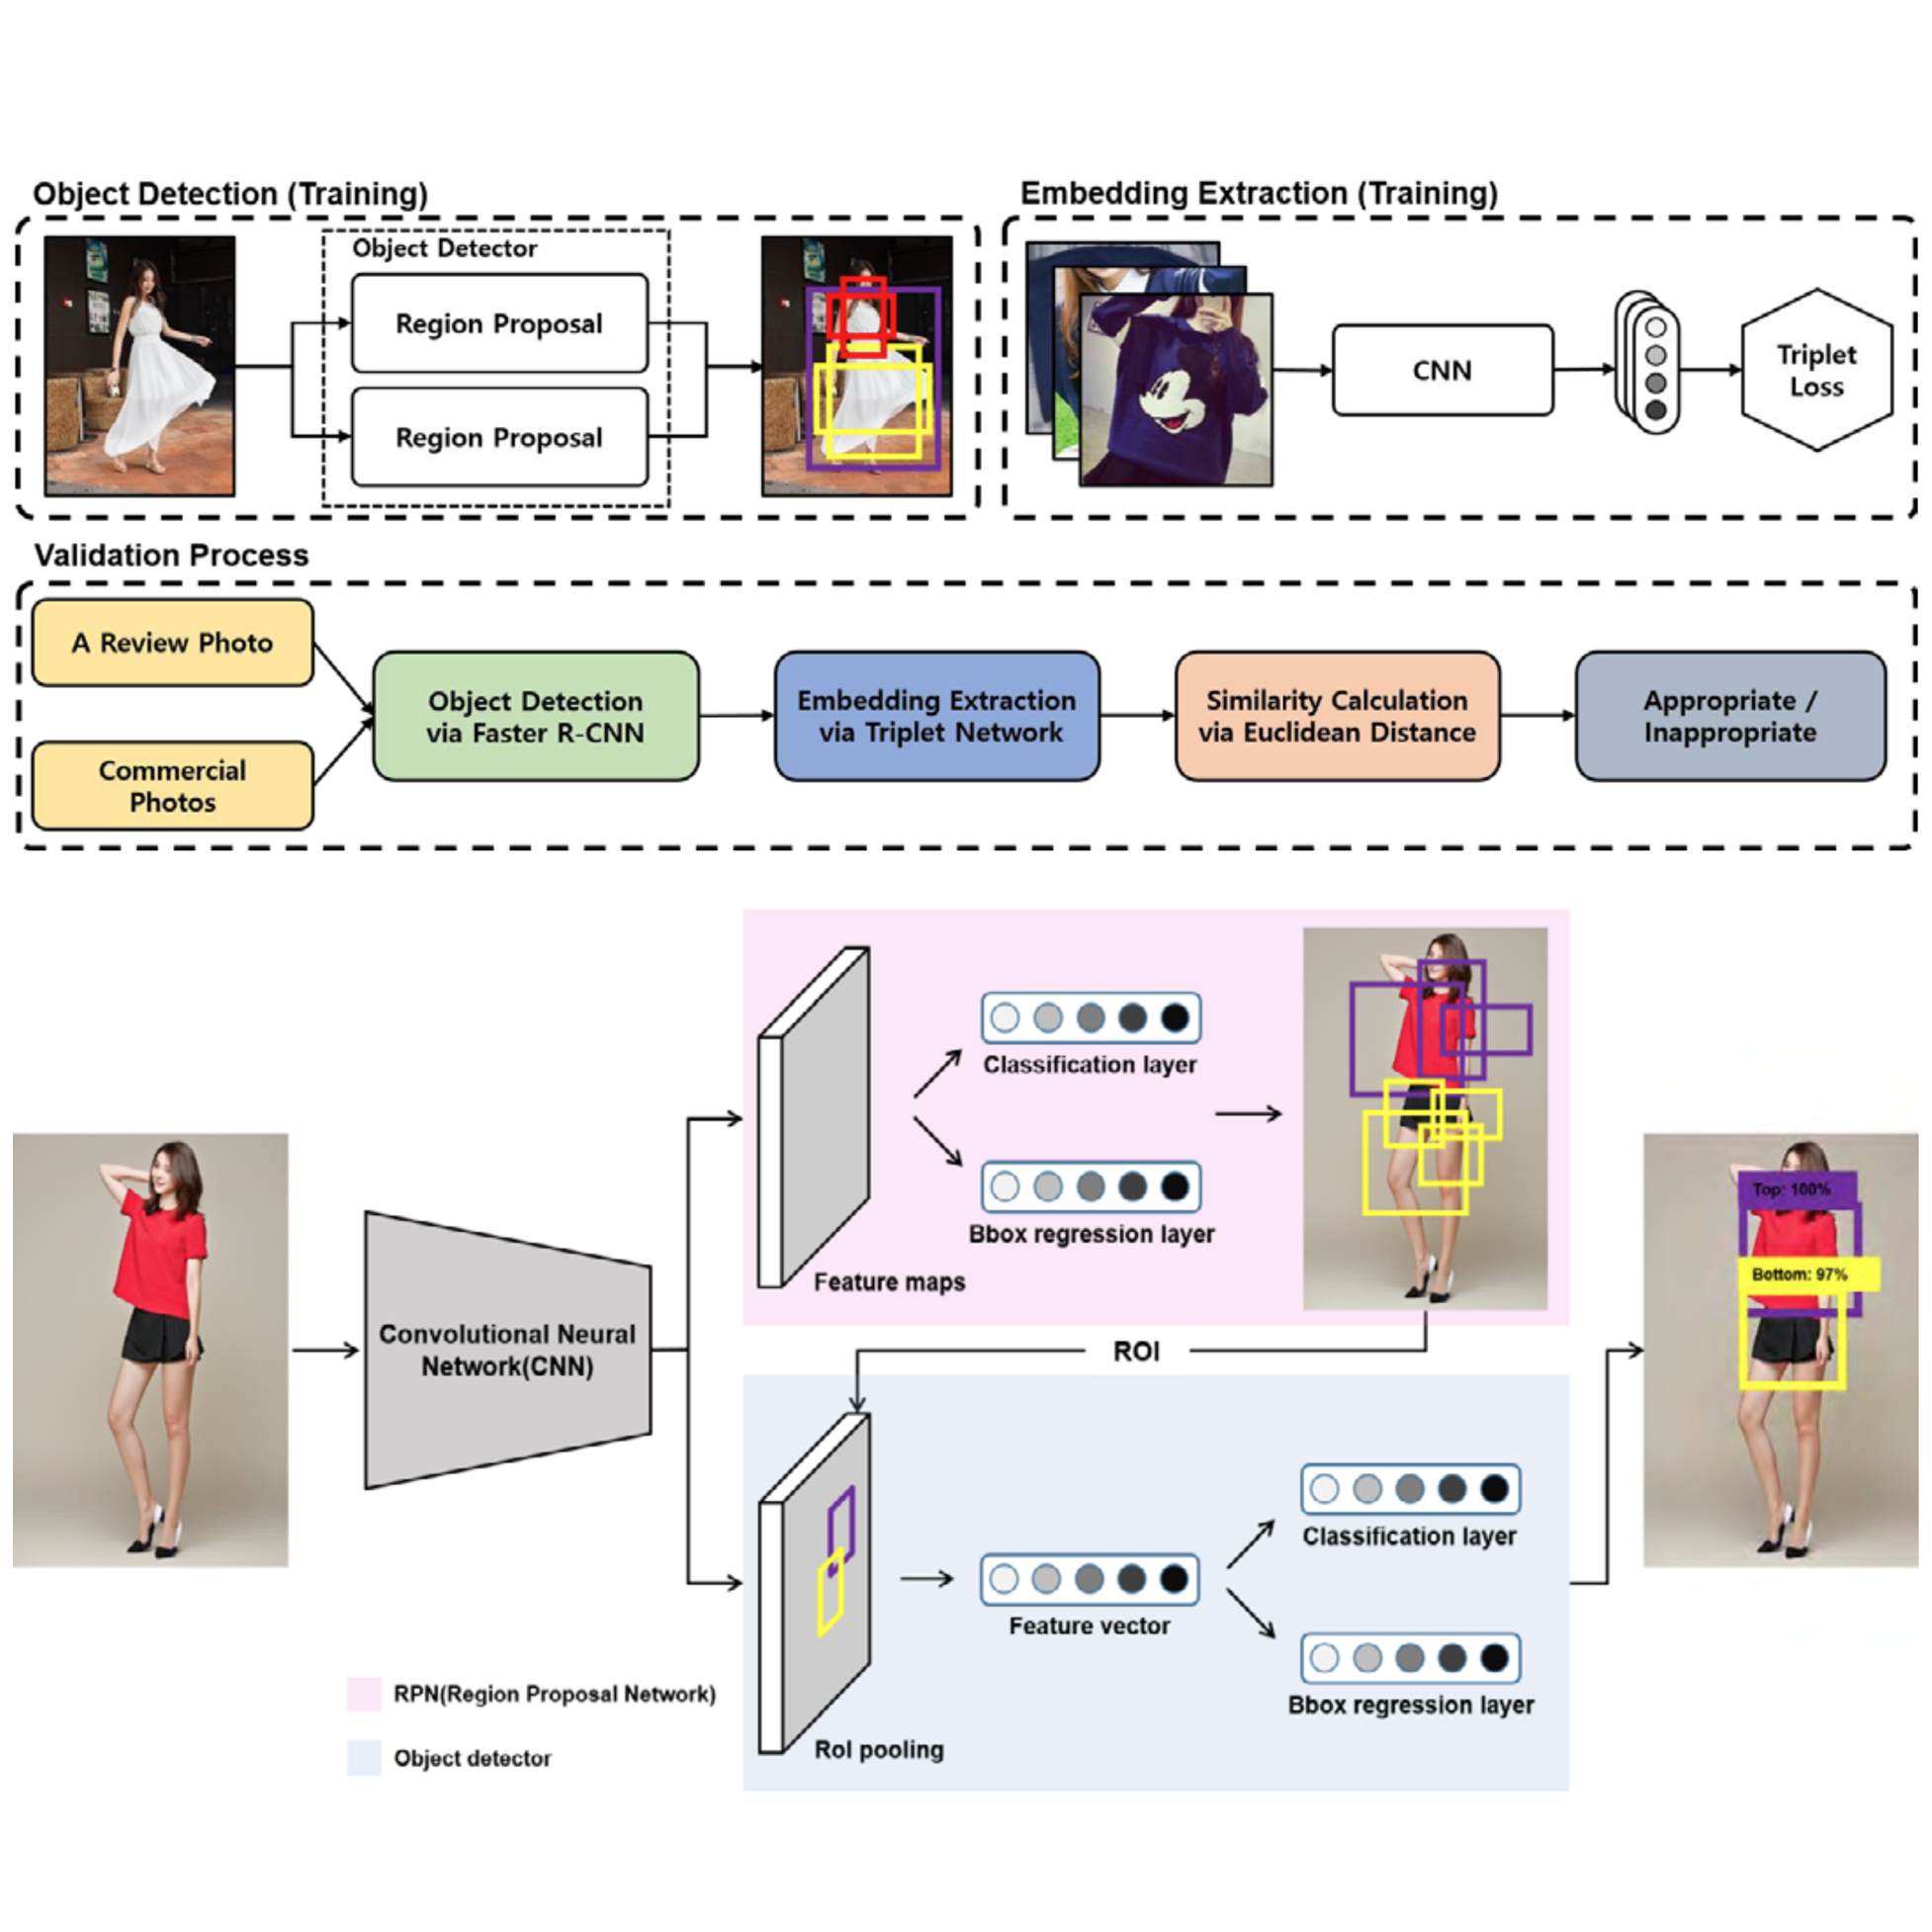 Object Detection (Training)
Object Detector
Region Proposal
Region Proposal
Embedding Extraction (Training)
CNN
Triplet
Loss
Validation Process
A Review Photo
Commercial
Photos
Object Detection
via Faster R-CNN
Embedding Extraction
via Triplet Network
Similarity Calculation
via Euclidean Distance
Appropriate /
Inappropriate
Convolutional Neural
Network(CNN)
Feature maps
Classification layer
Bbox regression layer
ROI
RoI pooling
Feature vector
Classification layer
Bbox regression layer
Top: 100%
Bottom: 97%
RPN(Region Proposal Network)
Object detector